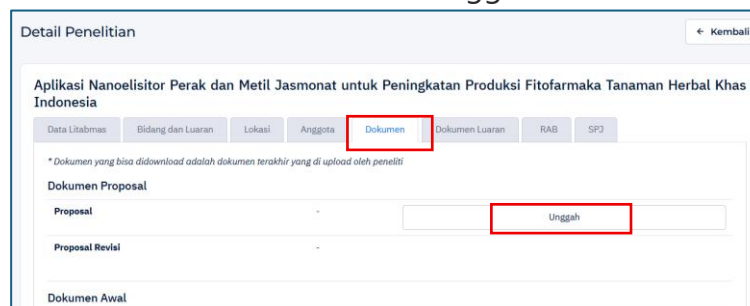 Detail Penelitian
← Kembali
Aplikasi Nanoelisitor Perak dan Metil Jasmonat untuk Peningkatan Produksi Fitofarmaka Tanaman Herbal Khas
Indonesia
Data Litabmas Bidang dan Luaran Lokasi Anggota Dokumen Dokumen Luaran RAB SPJ
* Dokumen yang bisa didownload adalah dokumen terakhir yang di upload oleh peneliti
Dokumen Proposal
Proposal - Unggah
Proposal Revisi -
Dokumen Awal